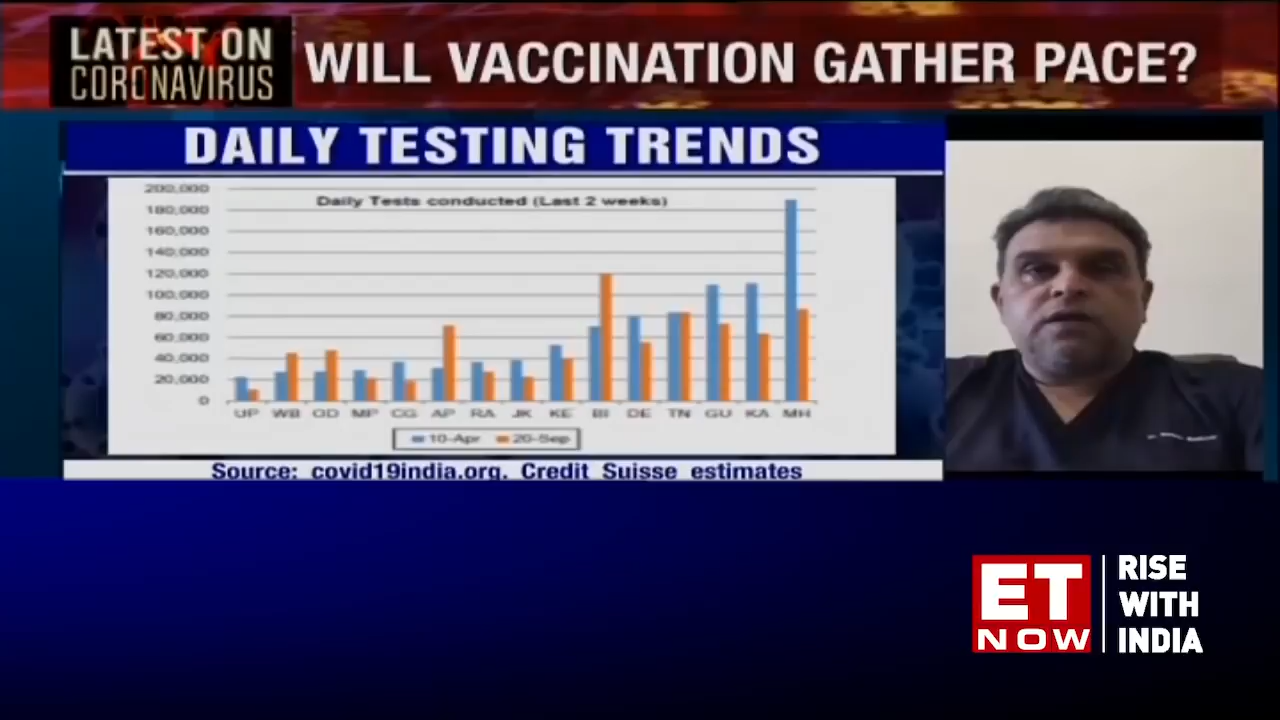 LATEST ON
CORONAVIRUS
WILL VACCINATION GATHER PACE?
DAILY TESTING TRENDS
Daily Tests conducted (Last 2 weeks)
200,000
180,000
160,000
140,000
120,000
100,000
80,000
60,000
40,000
20,000
0
UP WB OD MP CG AP RA JK KE BI DE TN GU KA MH
10-Apr 20-Sep
Source: covid19india.org, Credit Suisse estimates
ET
NOW
RISE
WITH
INDIA